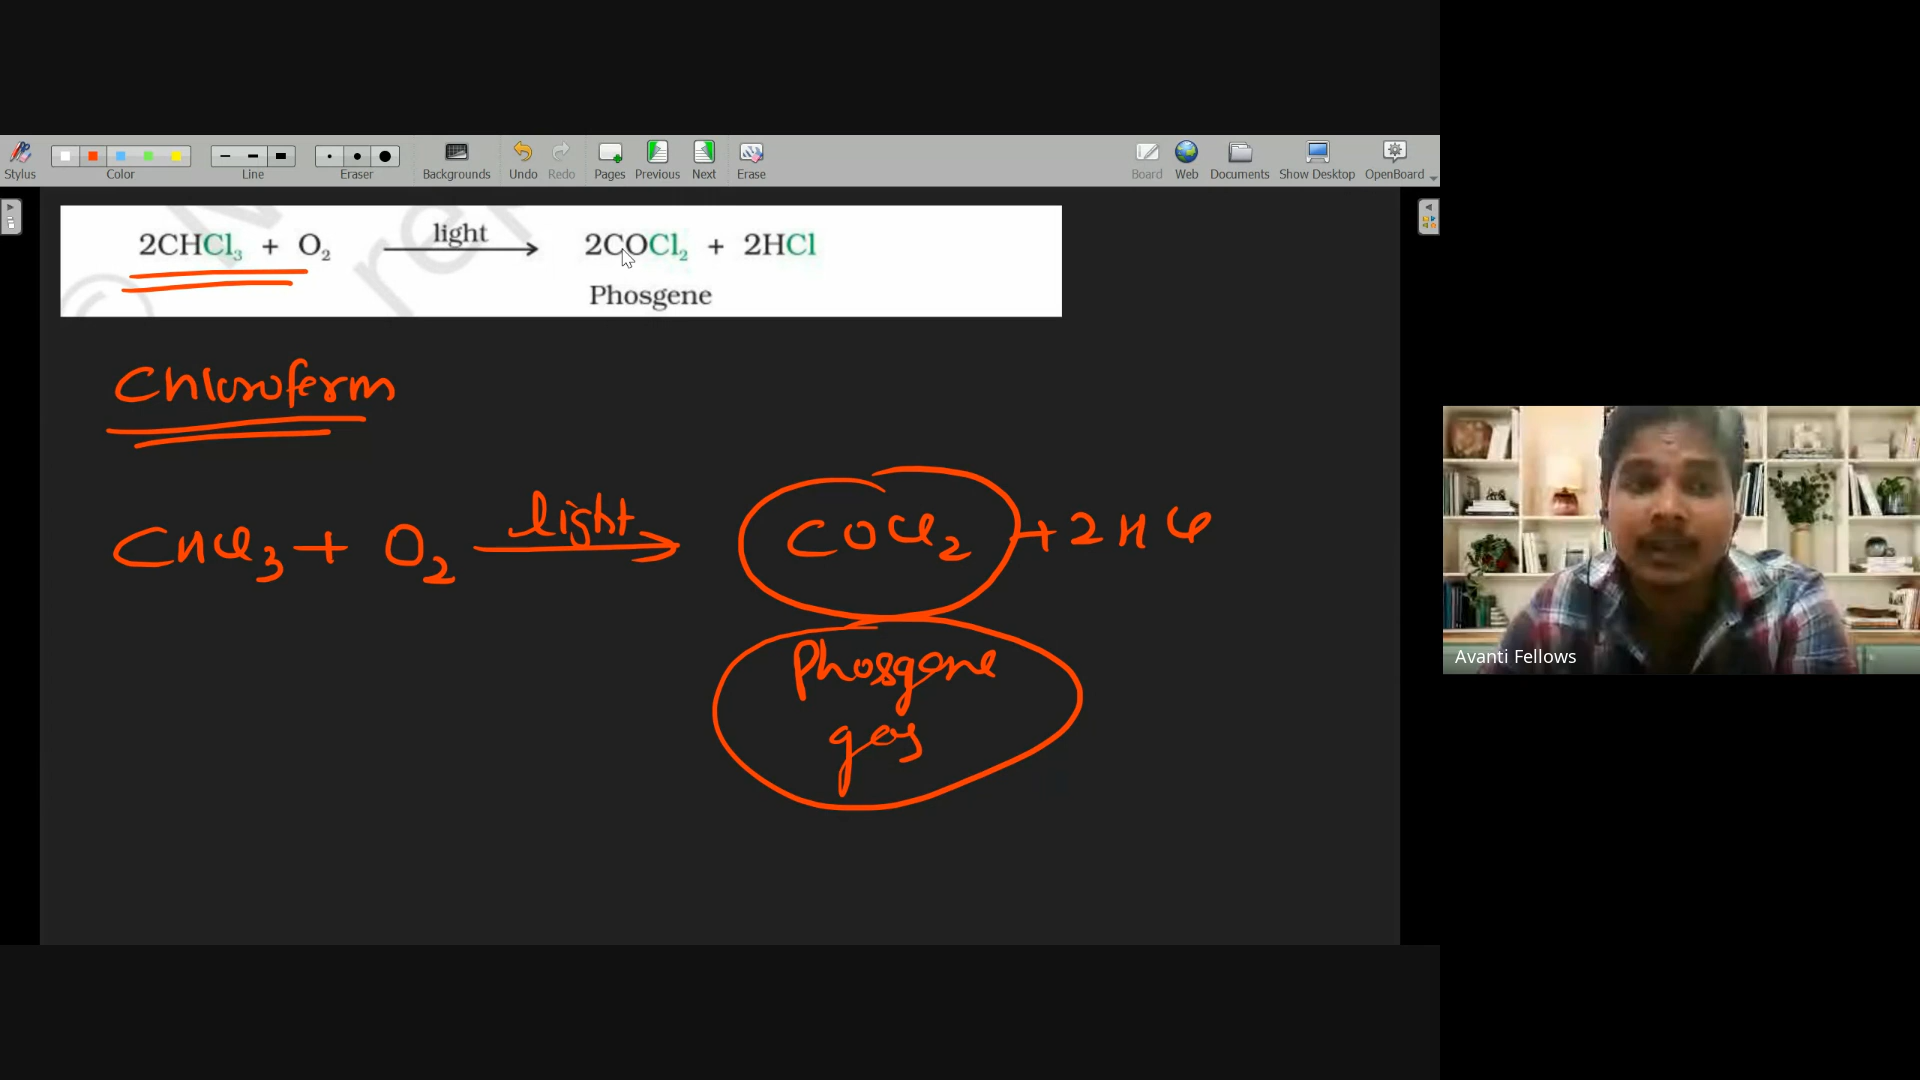 Stylus Color Line Eraser Backgrounds Undo Redo Pages Previous Next Erase Board Web Documents Show Desktop OpenBoard
2CHCl₃ + O₂ light → 2COCl₂ + 2HCl
Phosgene
Chloroferm
CHCl₃ + O₂ light → COCl₂ + 2HCl
Phosgene
gas
Avanti Fellows